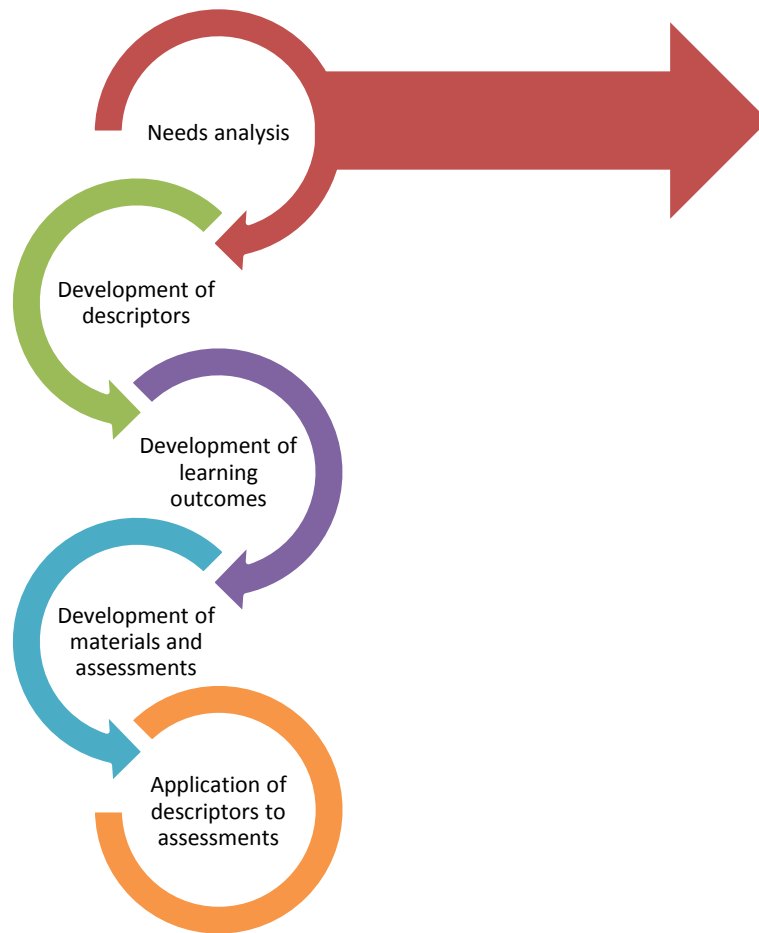 Needs analysis
Development of
descriptors
Development of
learning
outcomes
Development of
materials and
assessments
Application of
descriptors to
assessments